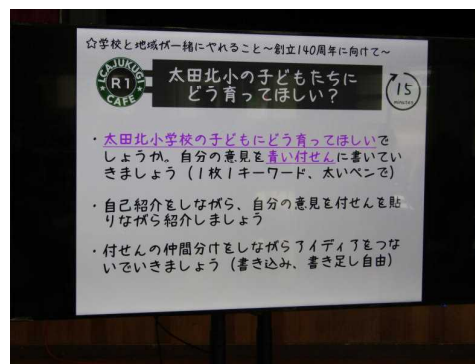 ☆学校と地域が一緒にやれること～創立140周年に向けて～
CAJUKUG
R1
CAFE
太田北小の子どもたちに
どう育ってほしい？
15
minutes
・太田北小学校の子どもにどう育ってほしいで
しょうか。自分の意見を青い付せんに書いてい
きましょう（１枚１キーワード、太いペンで）
・自己紹介をしながら、自分の意見を付せんを貼
りながら紹介しましょう
・付せんの仲間分けをしながらアイディアをつな
いでいきましょう（書き込み、書き足し自由）